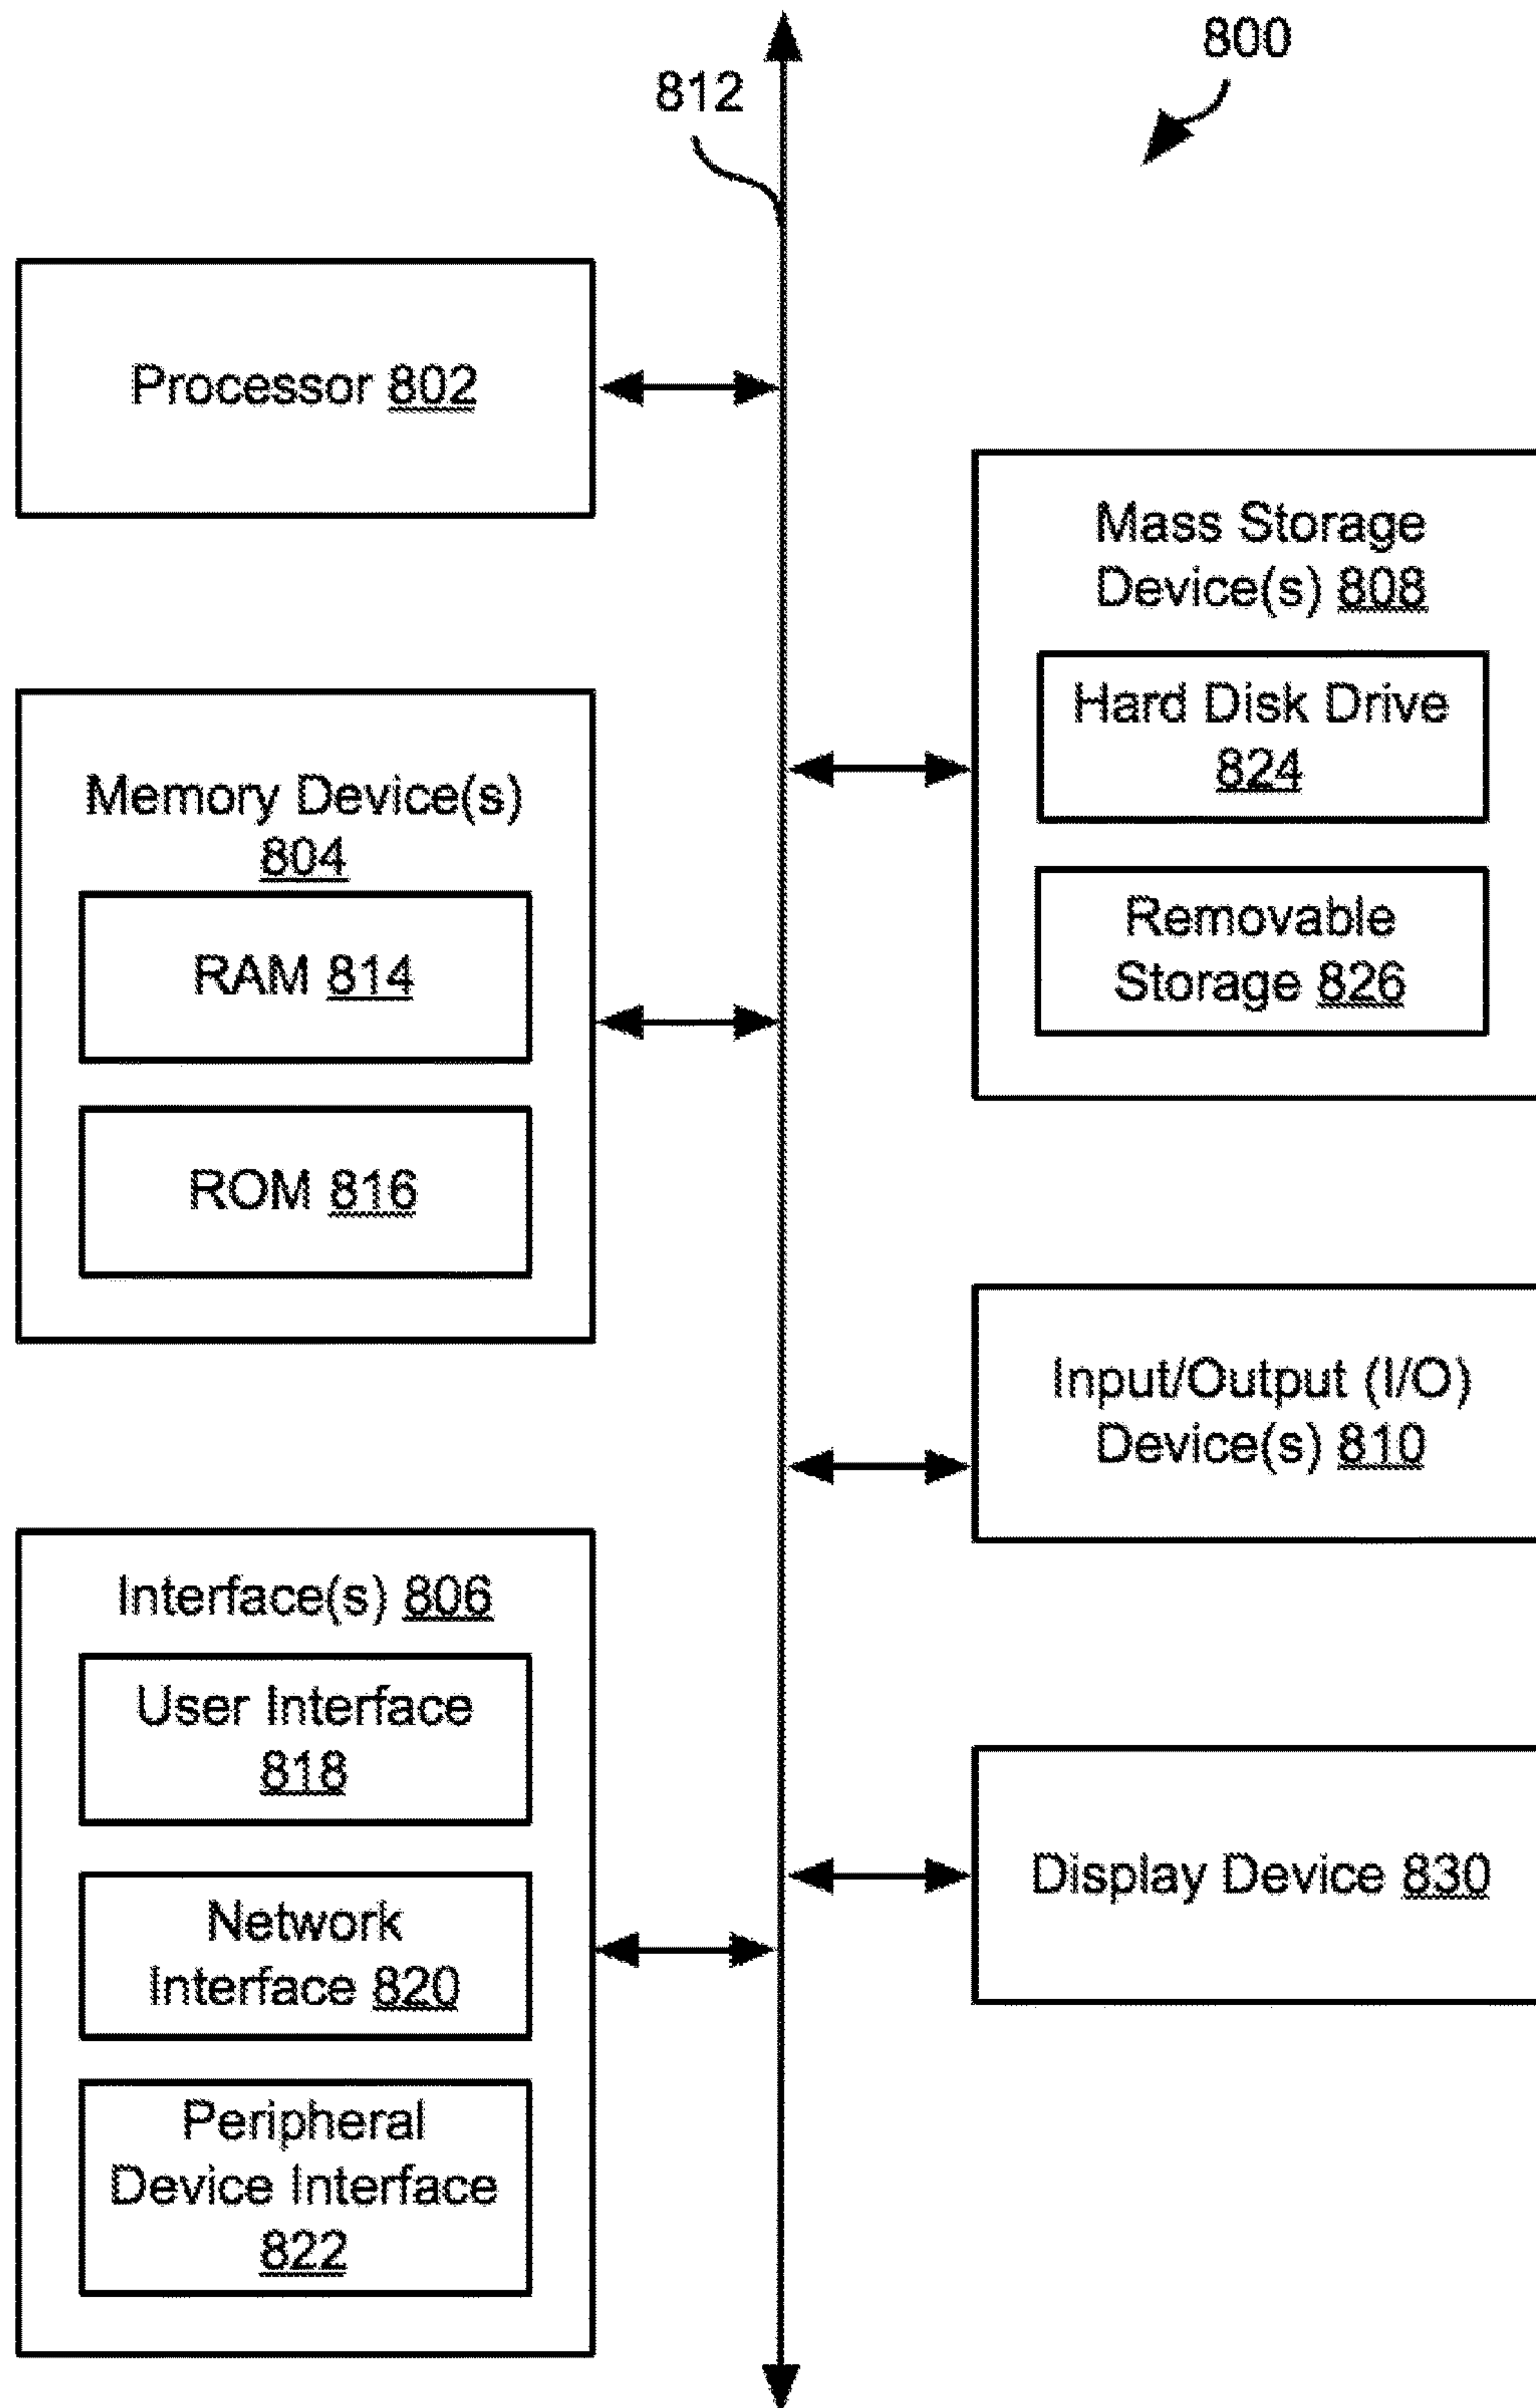 800
812
Processor 802
Mass Storage
Device(s) 808
Hard Disk Drive
824
Removable
Storage 826
Memory Device(s)
804
RAM 814
ROM 816
Input/Output (I/O)
Device(s) 810
Interface(s) 806
User Interface
818
Network
Interface 820
Peripheral
Device Interface
822
Display Device 830